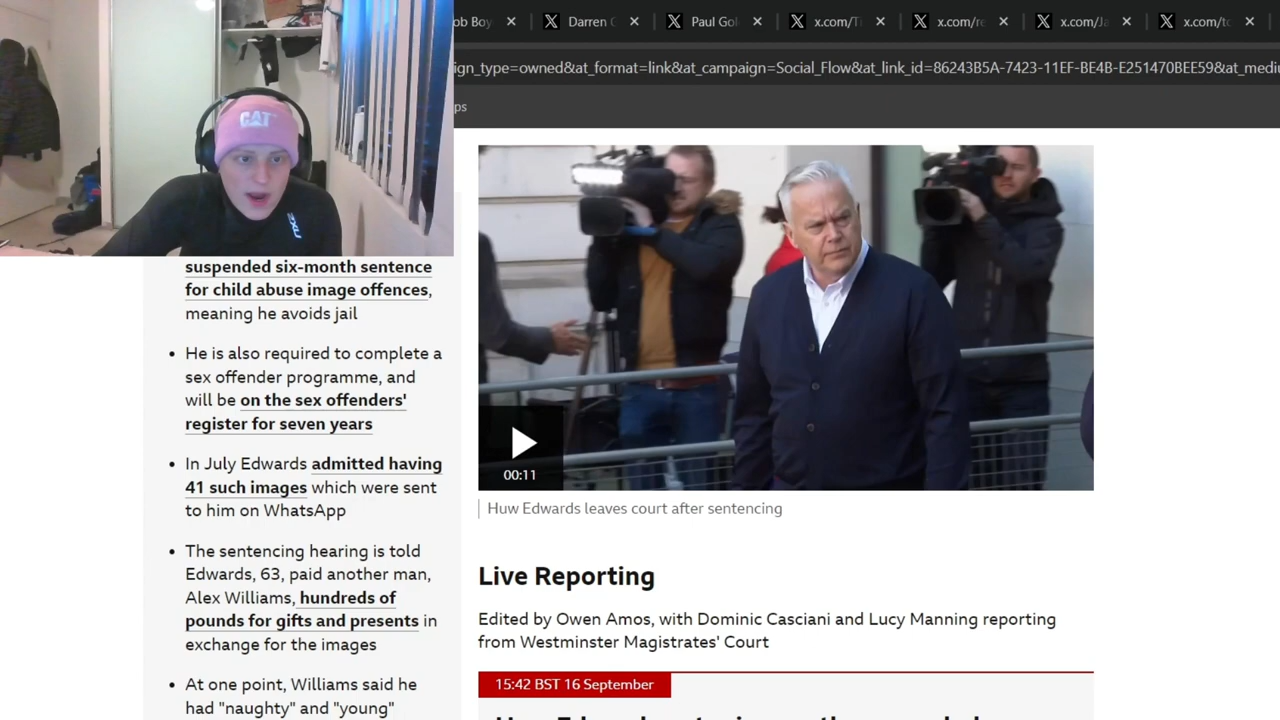 ob Boy
Darren
Paul Gol
x.com/Ti
x.com/re
x.com/Ja
x.com/to
ign_type=owned&at_format=link&at_campaign=Social_Flow&at_link_id=86243B5A-7423-11EF-BE4B-E251470BEE59&at_medi
ps
CAT
suspended six-month sentence
for child abuse image offences,
meaning he avoids jail
• He is also required to complete a
sex offender programme, and
will be on the sex offenders'
register for seven years
• In July Edwards admitted having
41 such images which were sent
to him on WhatsApp
• The sentencing hearing is told
Edwards, 63, paid another man,
Alex Williams, hundreds of
pounds for gifts and presents in
exchange for the images
• At one point, Williams said he
had "naughty" and "young"
00:11
Huw Edwards leaves court after sentencing
Live Reporting
Edited by Owen Amos, with Dominic Casciani and Lucy Manning reporting
from Westminster Magistrates' Court
15:42 BST 16 September